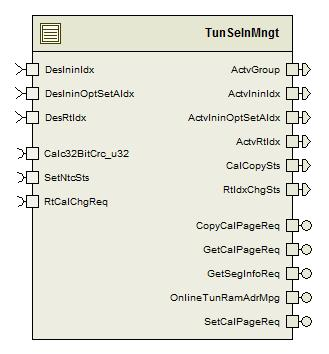 TunSelnMngt
DesIninIdx
DesIninOptSetAIdx
DesRtIdx
Calc32BitCrc_u32
SetNtcSts
RtCalChgReq
ActvGroup
ActvIninIdx
ActvIninOptSetAIdx
ActvRtIdx
CalCopySts
RtIdxChgSts
CopyCalPageReq
GetCalPageReq
GetSegInfoReq
OnlineTunRamAdrMpg
SetCalPageReq